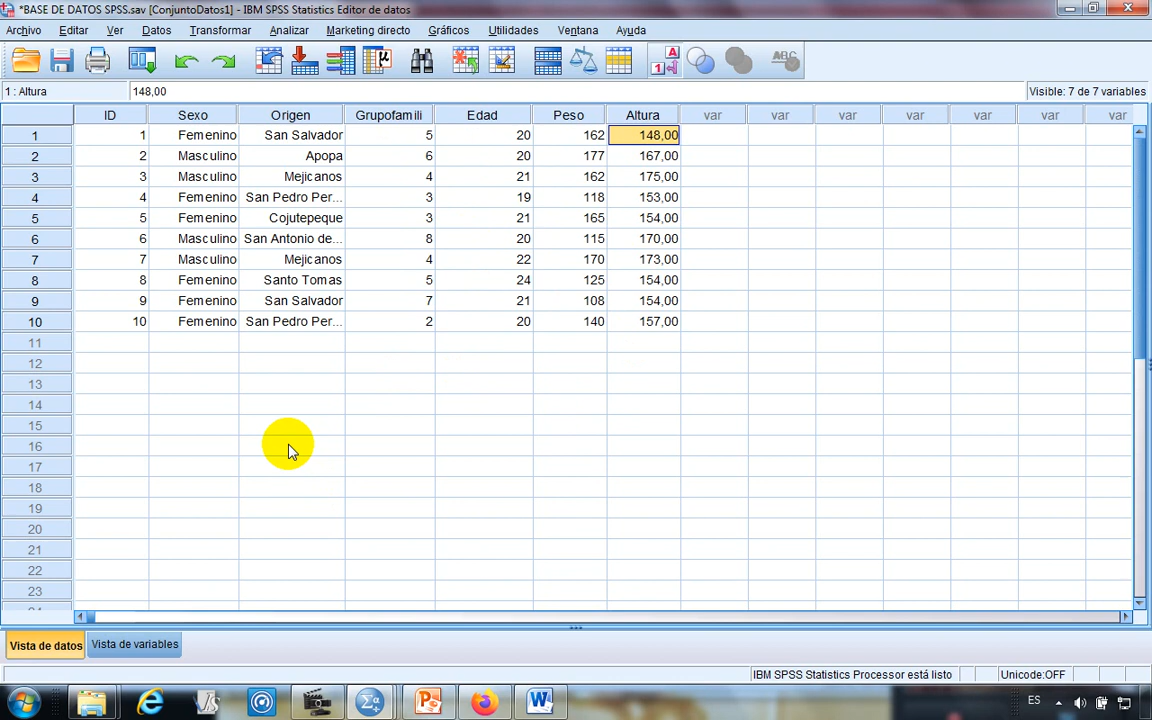 *BASE DE DATOS SPSS.sav [ConjuntoDatos1] - IBM SPSS Statistics Editor de datos
Archivo Editar Ver Datos Transformar Analizar Marketing directo Gráficos Utilidades Ventana Ayuda
1 : Altura 148,00 Visible: 7 de 7 variables
ID Sexo Origen Grupofamili Edad Peso Altura var var var var var var var
1 1 Femenino San Salvador 5 20 162 148,00
2 2 Masculino Apopa 6 20 177 167,00
3 3 Masculino Mejicanos 4 21 162 175,00
4 4 Femenino San Pedro Per... 3 19 118 153,00
5 5 Femenino Cojutepeque 3 21 165 154,00
6 6 Masculino San Antonio de... 8 20 115 170,00
7 7 Masculino Mejicanos 4 22 170 173,00
8 8 Femenino Santo Tomas 5 24 125 154,00
9 9 Femenino San Salvador 7 21 108 154,00
10 10 Femenino San Pedro Per... 2 20 140 157,00
11
12
13
14
15
16
17
18
19
20
21
22
23
Vista de datos Vista de variables
IBM SPSS Statistics Processor está listo Unicode:OFF
ES